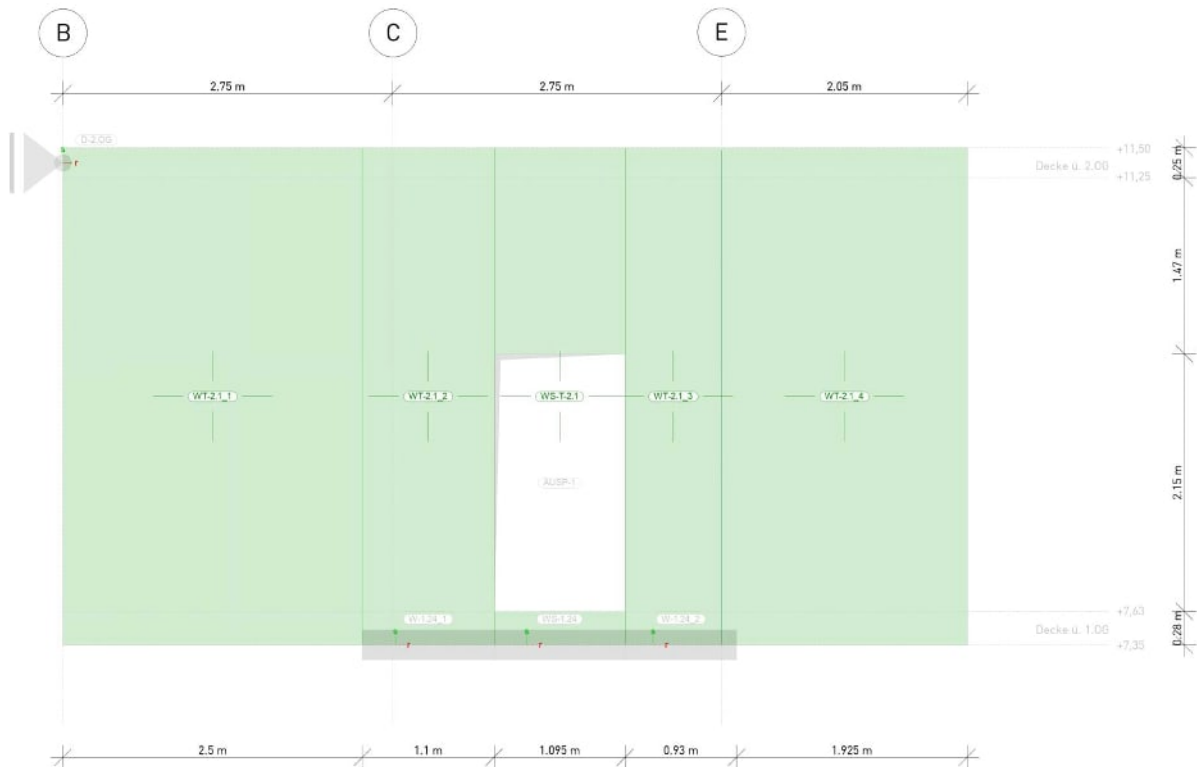 B
C
E
2.75 m
2.75 m
2.05 m
D-2.OG
r
+11,50
Decke ü. 2.OG
+11,25
0.25 m
1.47 m
WT-2.1_1
WT-2.1_2
WS-T-2.1
WT-2.1_3
WT-2.1_4
AUSP-1
2.15 m
W-1.24_1
WS-1.24
W-1.24_2
+7,63
Decke ü. 1.OG
+7,35
0.28 m
r
r
r
2.5 m
1.1 m
1.095 m
0.93 m
1.925 m